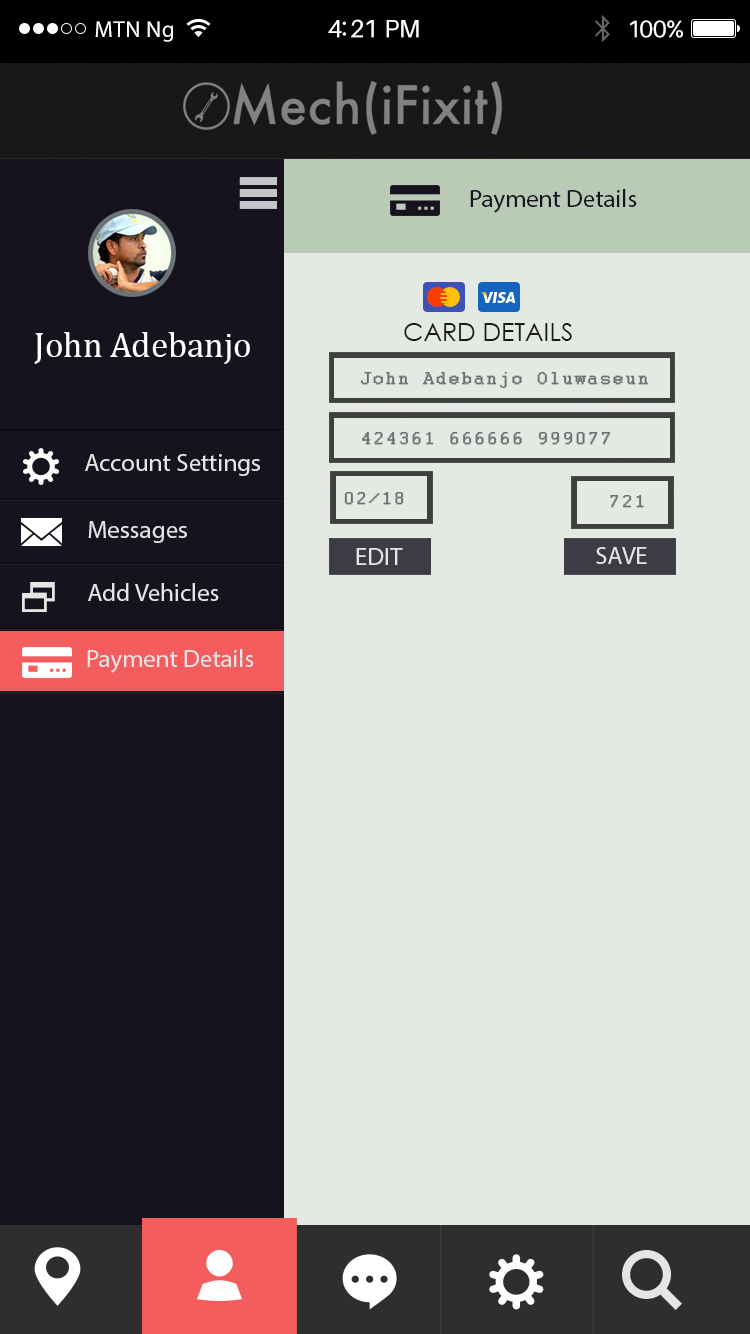 MTN Ng 4:21 PM 100%
Mech(iFixit)
John Adebanjo
Account Settings
Messages
Add Vehicles
Payment Details
Payment Details
VISA
CARD DETAILS
John Adebanjo Oluwaseun
424361 666666 999077
02/18 721
EDIT SAVE